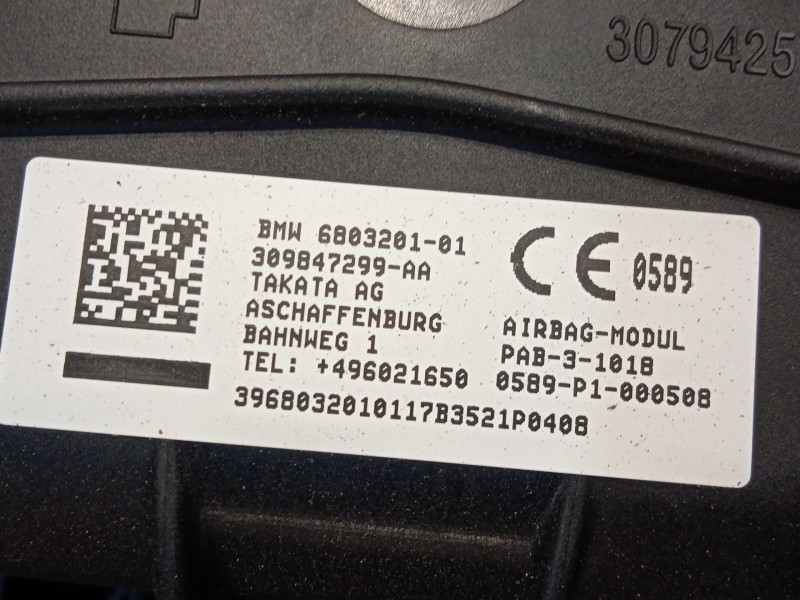 3079425
BMW 6803201-01
309847299-AA
TAKATA AG
ASCHAFFENBURG
BAHNWEG 1
TEL: +496021650
CE 0589
AIRBAG-MODUL
PAB-3-1018
0589-P1-000508
3968032010117B3521P0408